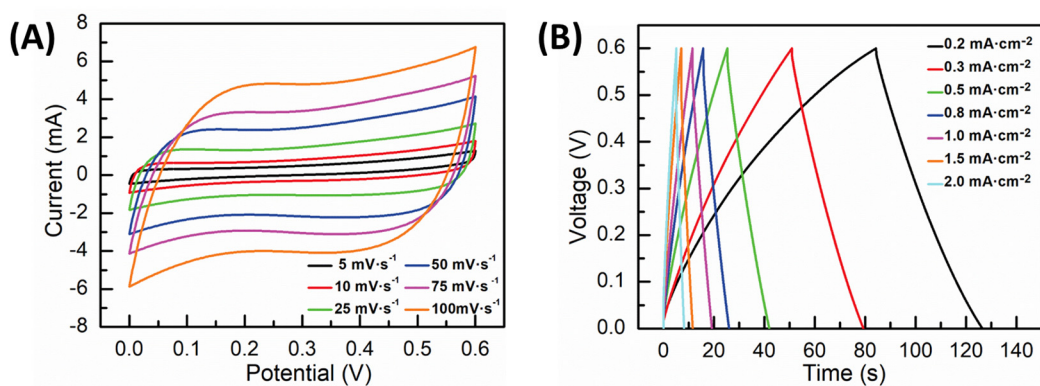 (A)
8
6
4
2
0
-2
-4
-6
-8
Current (mA)
5 mV·s⁻¹
50 mV·s⁻¹
10 mV·s⁻¹
75 mV·s⁻¹
25 mV·s⁻¹
100mV·s⁻¹
0.0 0.1 0.2 0.3 0.4 0.5 0.6
Potential (V)
(B)
0.6
0.5
0.4
0.3
0.2
0.1
0.0
Voltage (V)
0.2 mA·cm⁻²
0.3 mA·cm⁻²
0.5 mA·cm⁻²
0.8 mA·cm⁻²
1.0 mA·cm⁻²
1.5 mA·cm⁻²
2.0 mA·cm⁻²
0 20 40 60 80 100 120 140
Time (s)